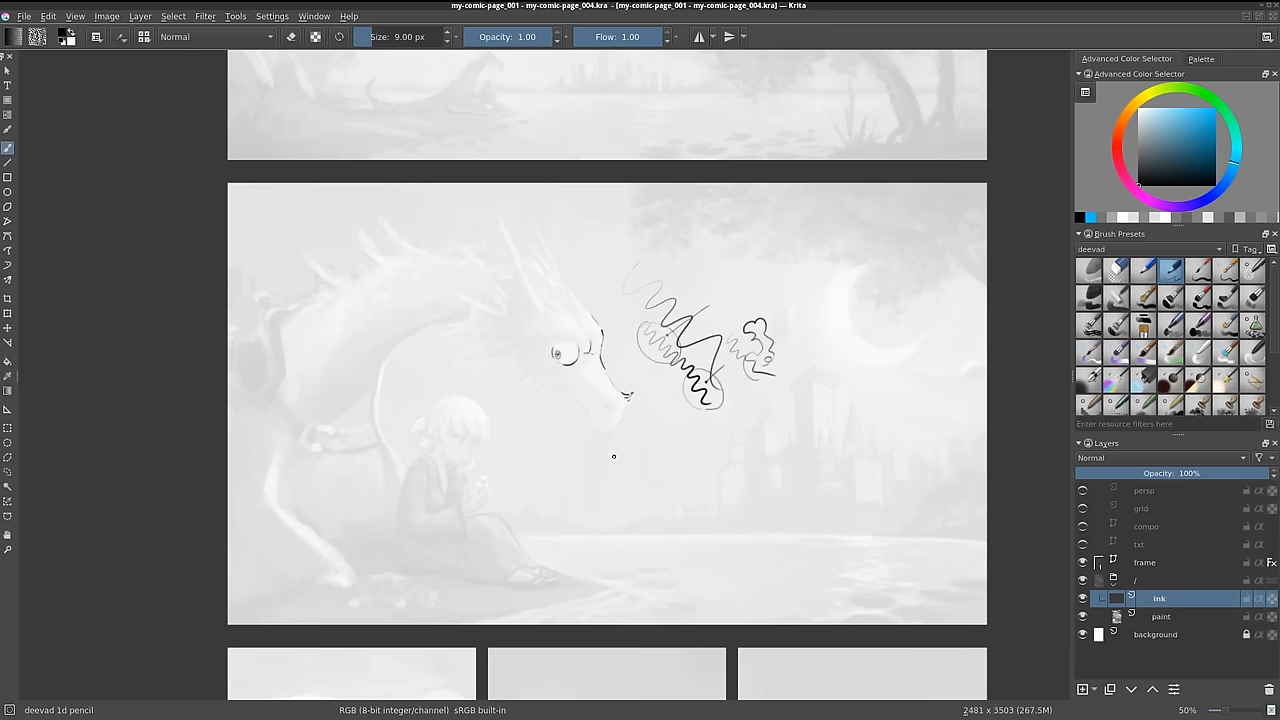 my-comic-page_001 - my-comic-page_004.kra - [my-comic-page_001 - my-comic-page_004.kra] — Krita
File Edit View Image Layer Select Filter Tools Settings Window Help
Normal Size: 9.00 px Opacity: 1.00 Flow: 1.00
Advanced Color Selector Palette
Advanced Color Selector
Brush Presets
deevad Tag
Enter resource filters here
Layers
Normal
Opacity: 100%
persp
grid
compo
txt
frame Fx
/
ink
paint
background
deevad 1d pencil RGB (8-bit integer/channel) sRGB built-in 2481 x 3503 (267.5M) 50%